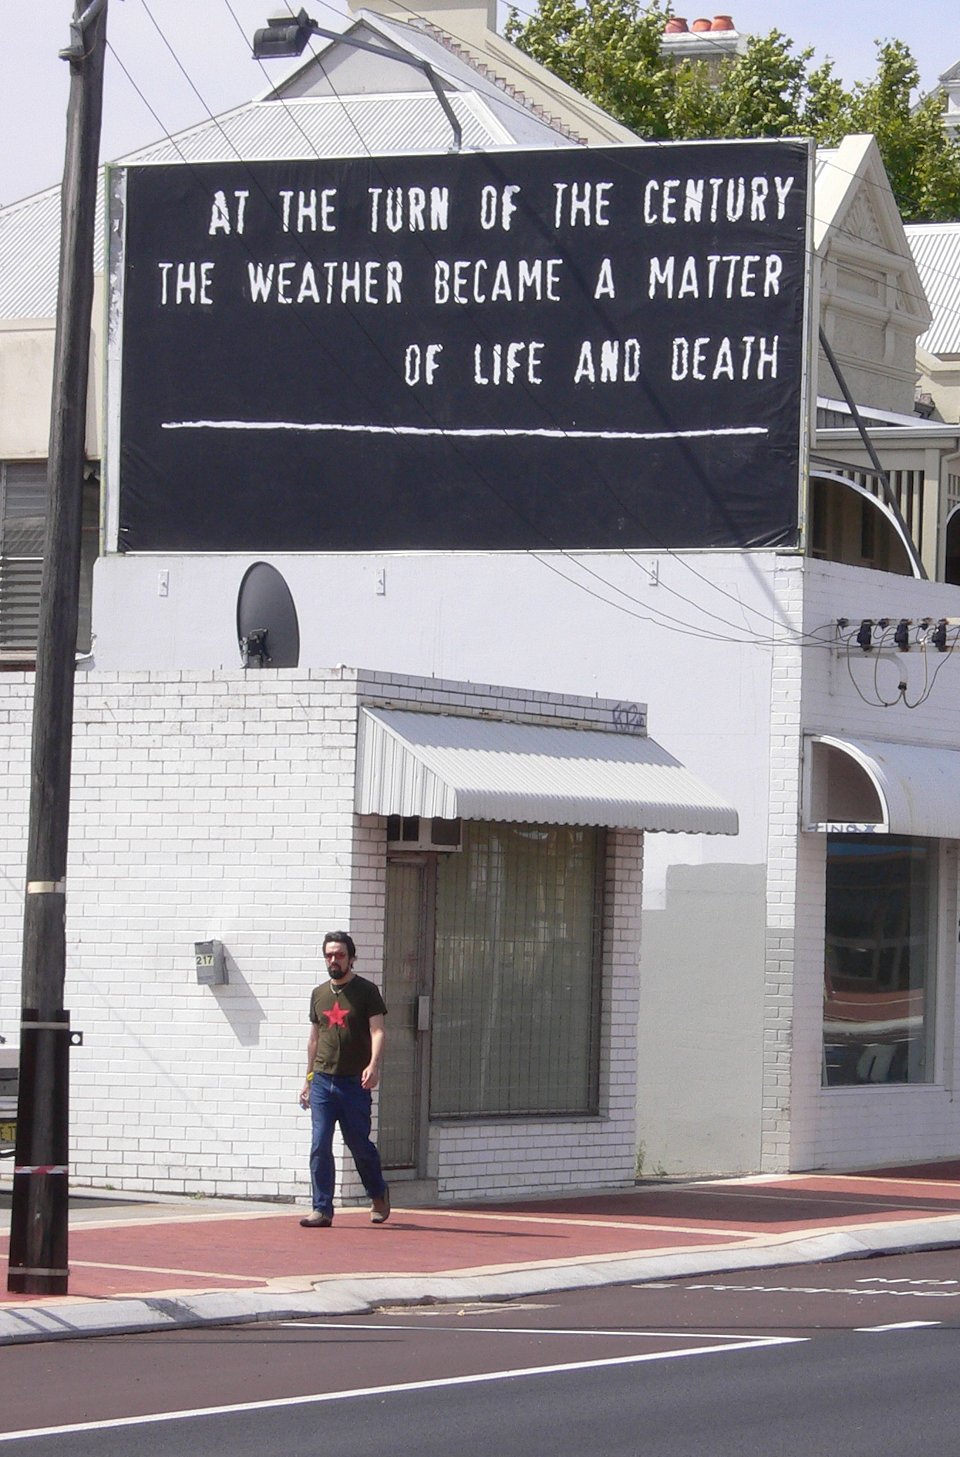 AT THE TURN OF THE CENTURY
THE WEATHER BECAME A MATTER
OF LIFE AND DEATH
217